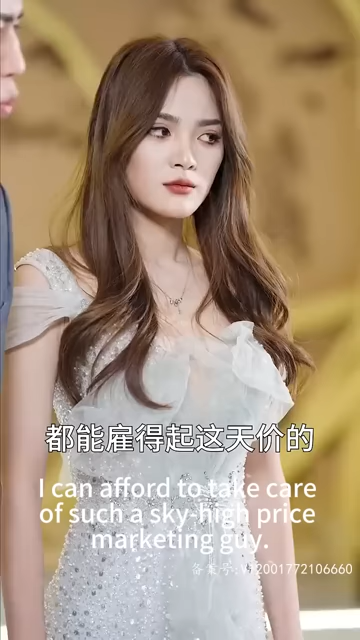 都能雇得起这天价的
I can afford to take care
of such a sky-high price
marketing guy.
备案号:V2001772106660